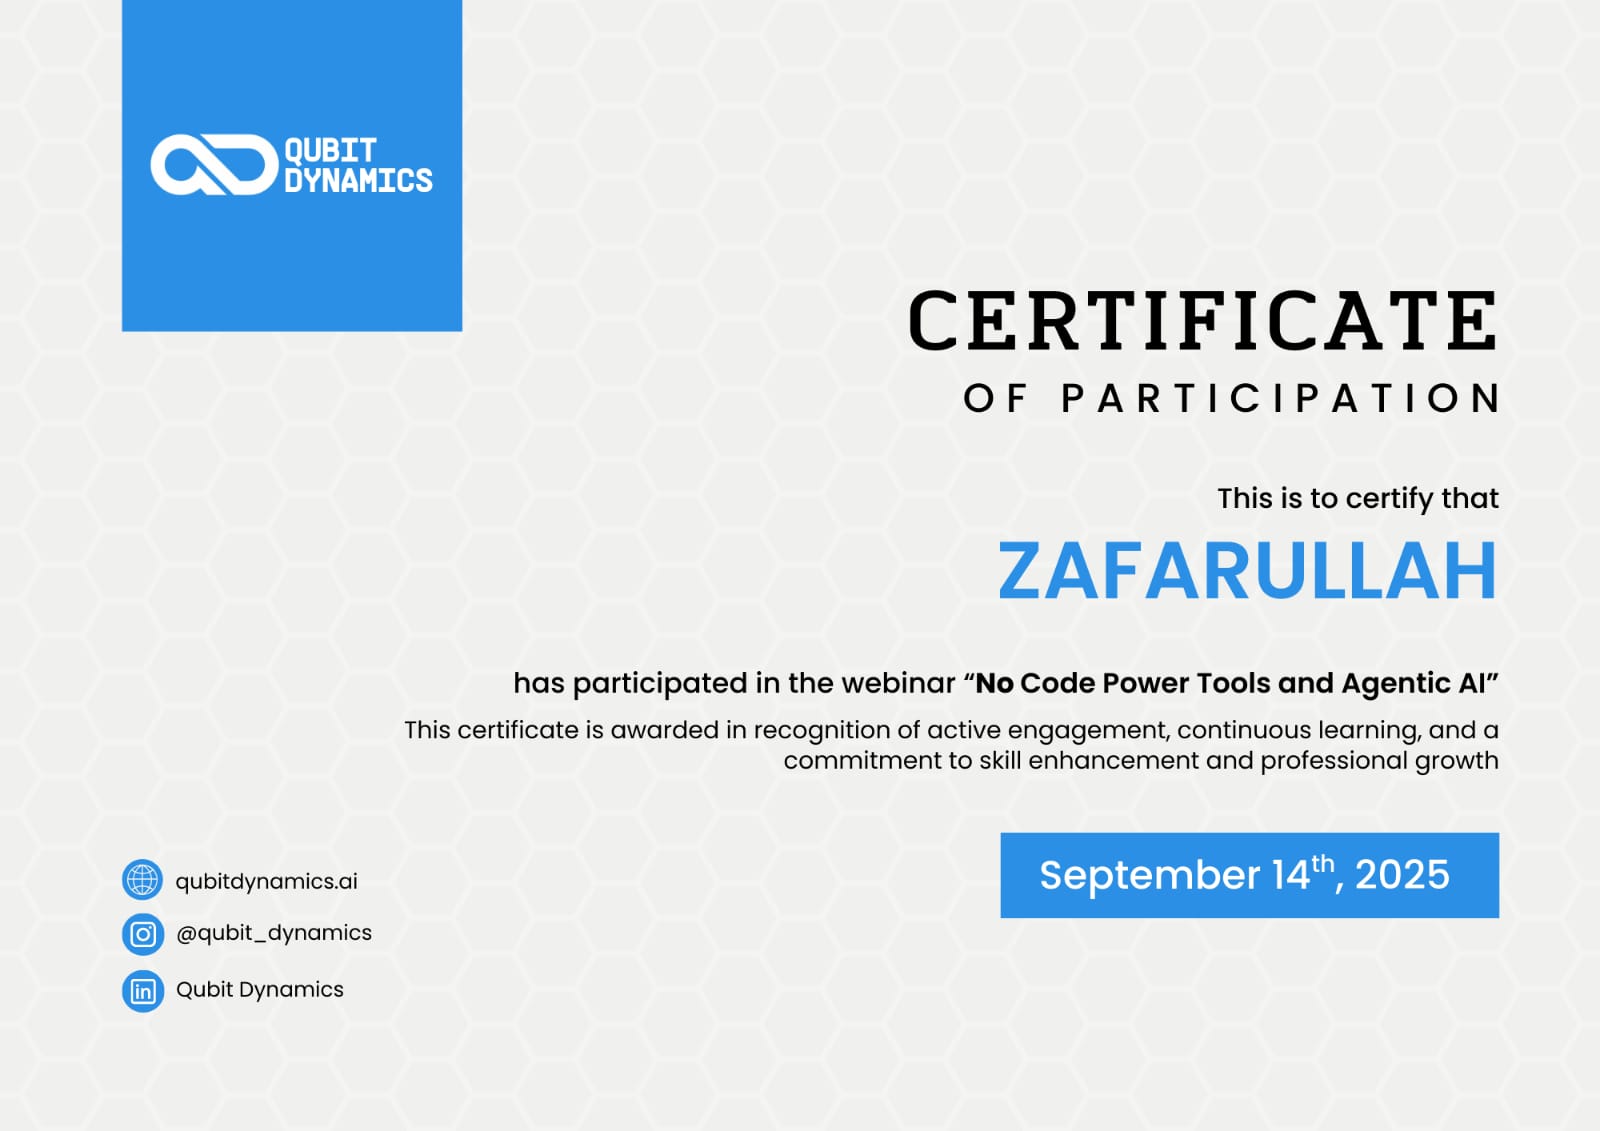 QUBIT
DYNAMICS
CERTIFICATE
OF PARTICIPATION
This is to certify that
ZAFARULLAH
has participated in the webinar “No Code Power Tools and Agentic AI”
This certificate is awarded in recognition of active engagement, continuous learning, and a
commitment to skill enhancement and professional growth
September 14th, 2025
qubitdynamics.ai
@qubit_dynamics
in Qubit Dynamics